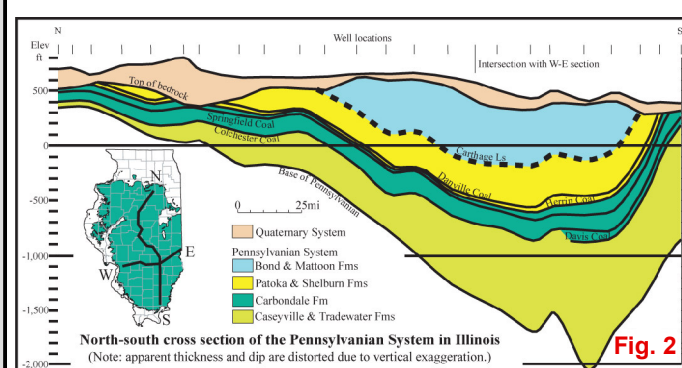 N
Well locations
S
Elev
ft
Intersection with W-E section
Top of bedrock
500
Springfield Coal
Colchester Coal
Carthage Ls
0
Danville Coal
Herrin Coal
Base of Pennsylvanian
N
0 25mi
-500
Davis Coal
Quaternary System
Pennsylvanian System
E
Bond & Mattoon Fms
-1,000
W
Patoka & Shelburn Fms
Carbondale Fm
-1,500
S
Caseyville & Tradewater Fms
North-south cross section of the Pennsylvanian System in Illinois
Fig. 2
(Note: apparent thickness and dip are distorted due to vertical exaggeration.)
-2,000